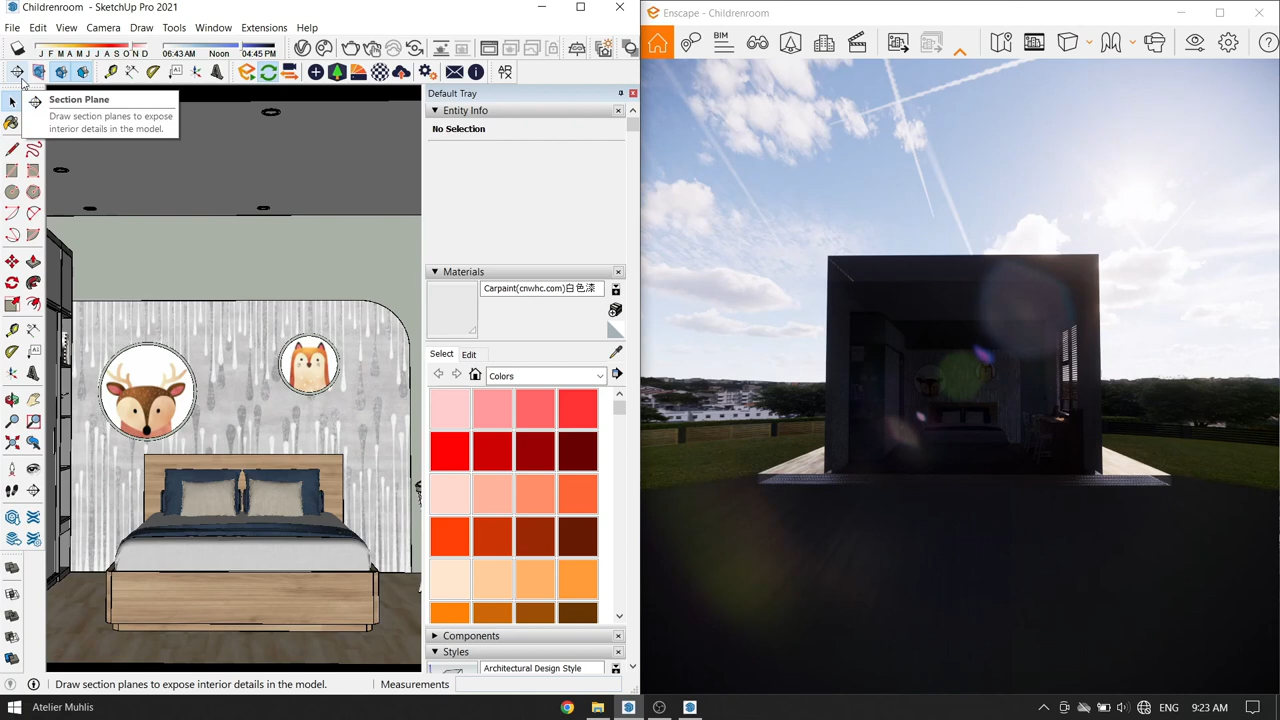 Childrenroom - SketchUp Pro 2021
Enscape - Childrenroom
File Edit View Camera Draw Tools Window Extensions Help
J F M A M J J A S O N D
06:43 AM Noon 04:45 PM
BIM
Section Plane
Draw section planes to expose
interior details in the model.
Default Tray
Entity Info
No Selection
Materials
Carpaint(cnwhc.com)白色漆
Select Edit
Colors
Components
Styles
Architectural Design Style
Draw section planes to expose interior details in the model.
Measurements
Atelier Muhlis
ENG 9:23 AM